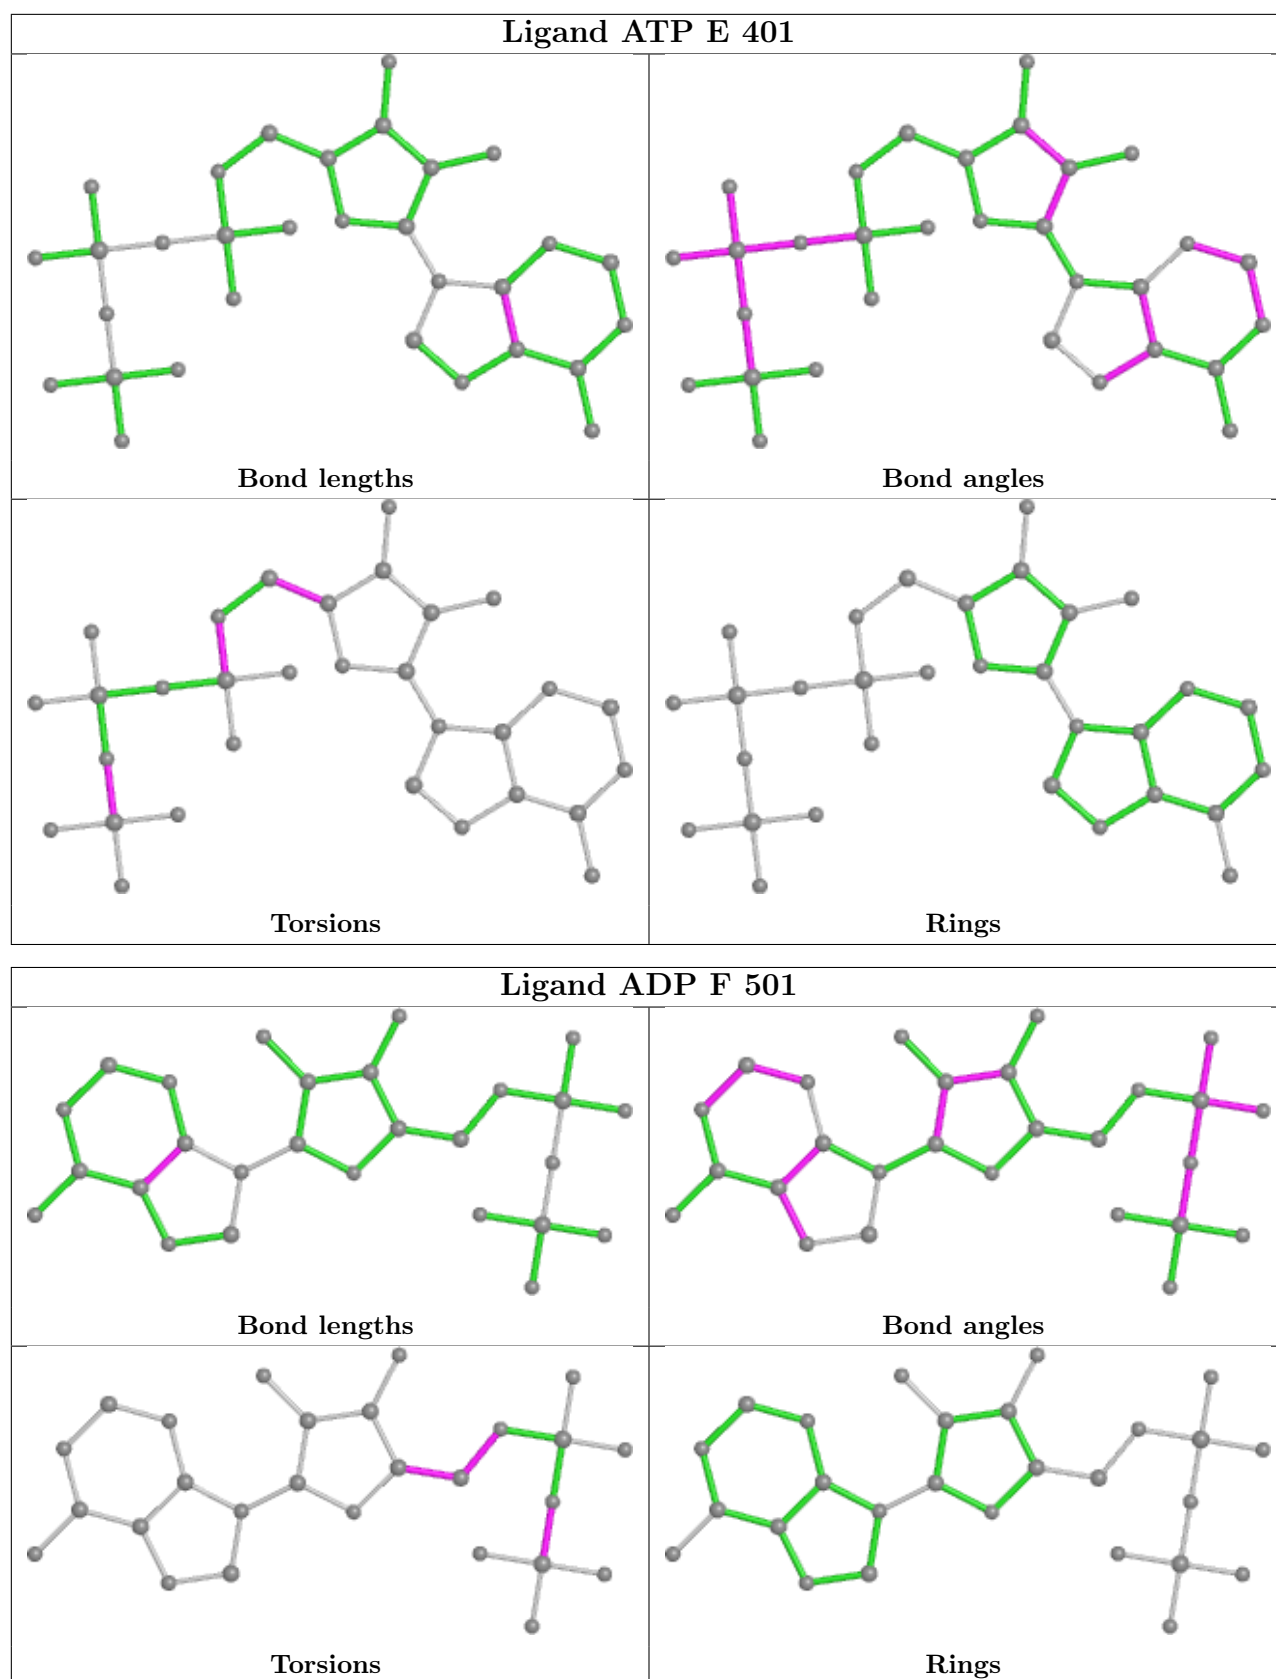 Ligand ATP E 401
Bond lengths
Bond angles
Torsions
Rings
Ligand ADP F 501
Bond lengths
Bond angles
Torsions
Rings